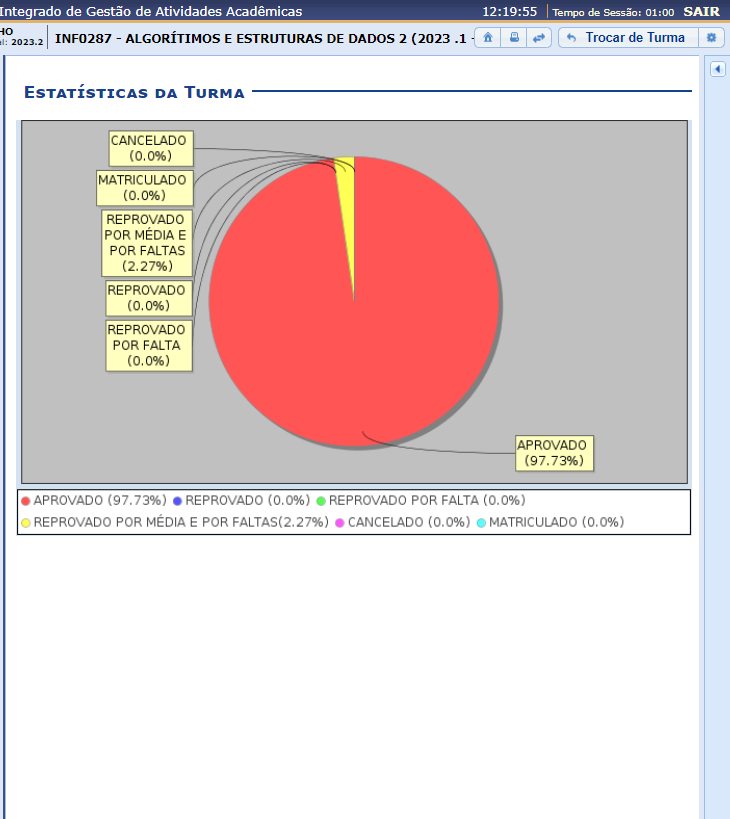 Integrado de Gestão de Atividades Acadêmicas 12:19:55 Tempo de Sessão: 01:00 SAIR
HO
el: 2023.2
INF0287 - ALGORÍTIMOS E ESTRUTURAS DE DADOS 2 (2023 .1 -
Trocar de Turma
ESTATÍSTICAS DA TURMA
CANCELADO
(0.0%)
MATRICULADO
(0.0%)
REPROVADO
POR MÉDIA E
POR FALTAS
(2.27%)
REPROVADO
(0.0%)
REPROVADO
POR FALTA
(0.0%)
APROVADO
(97.73%)
APROVADO (97.73%) REPROVADO (0.0%) REPROVADO POR FALTA (0.0%)
REPROVADO POR MÉDIA E POR FALTAS(2.27%) CANCELADO (0.0%) MATRICULADO (0.0%)